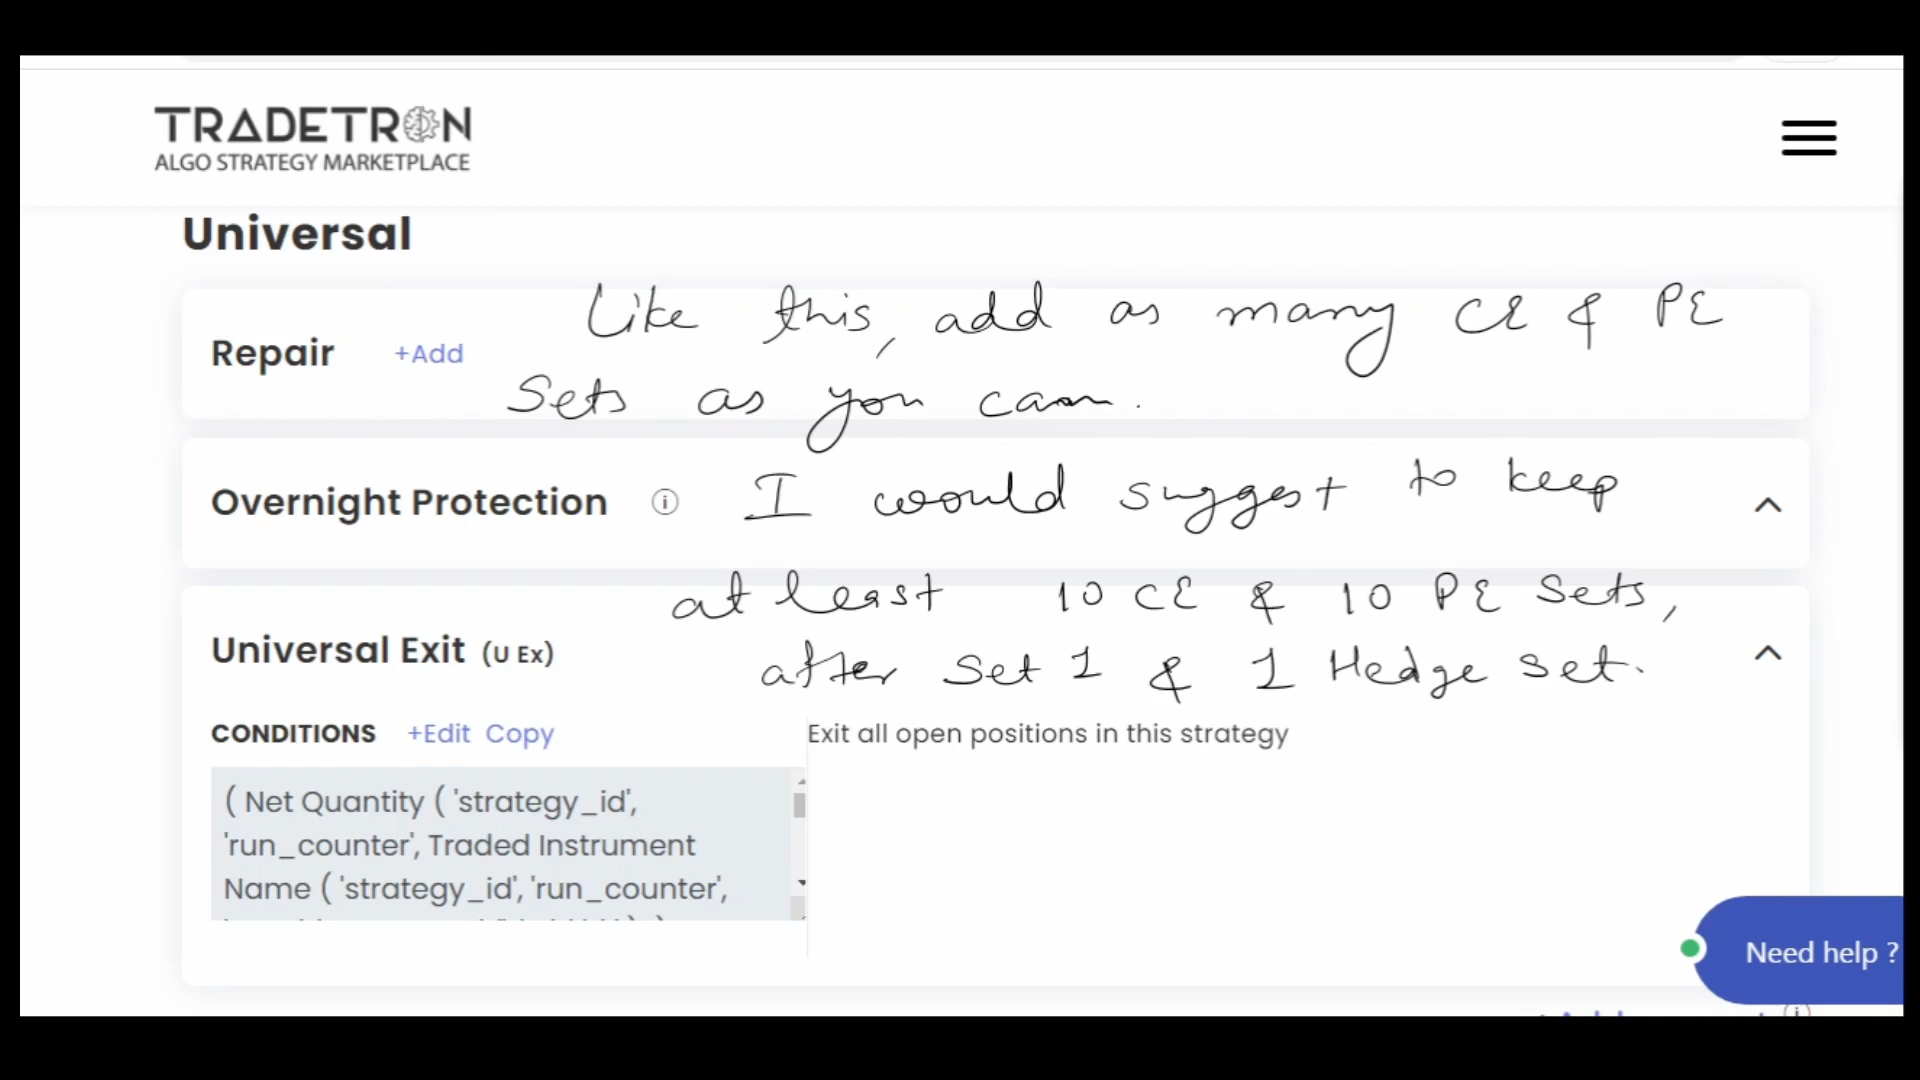 TRADETRON
ALGO STRATEGY MARKETPLACE
Universal
Like this, add as many CE & PE
Repair +Add
Sets as you can.
Overnight Protection I would suggest to keep
at least 10 CE & 10 PE Sets,
Universal Exit (U Ex) after Set 1 & 1 Hedge Set.
CONDITIONS +Edit Copy Exit all open positions in this strategy
( Net Quantity ( 'strategy_id',
'run_counter', Traded Instrument
Name ( 'strategy_id', 'run_counter',
Need help ?